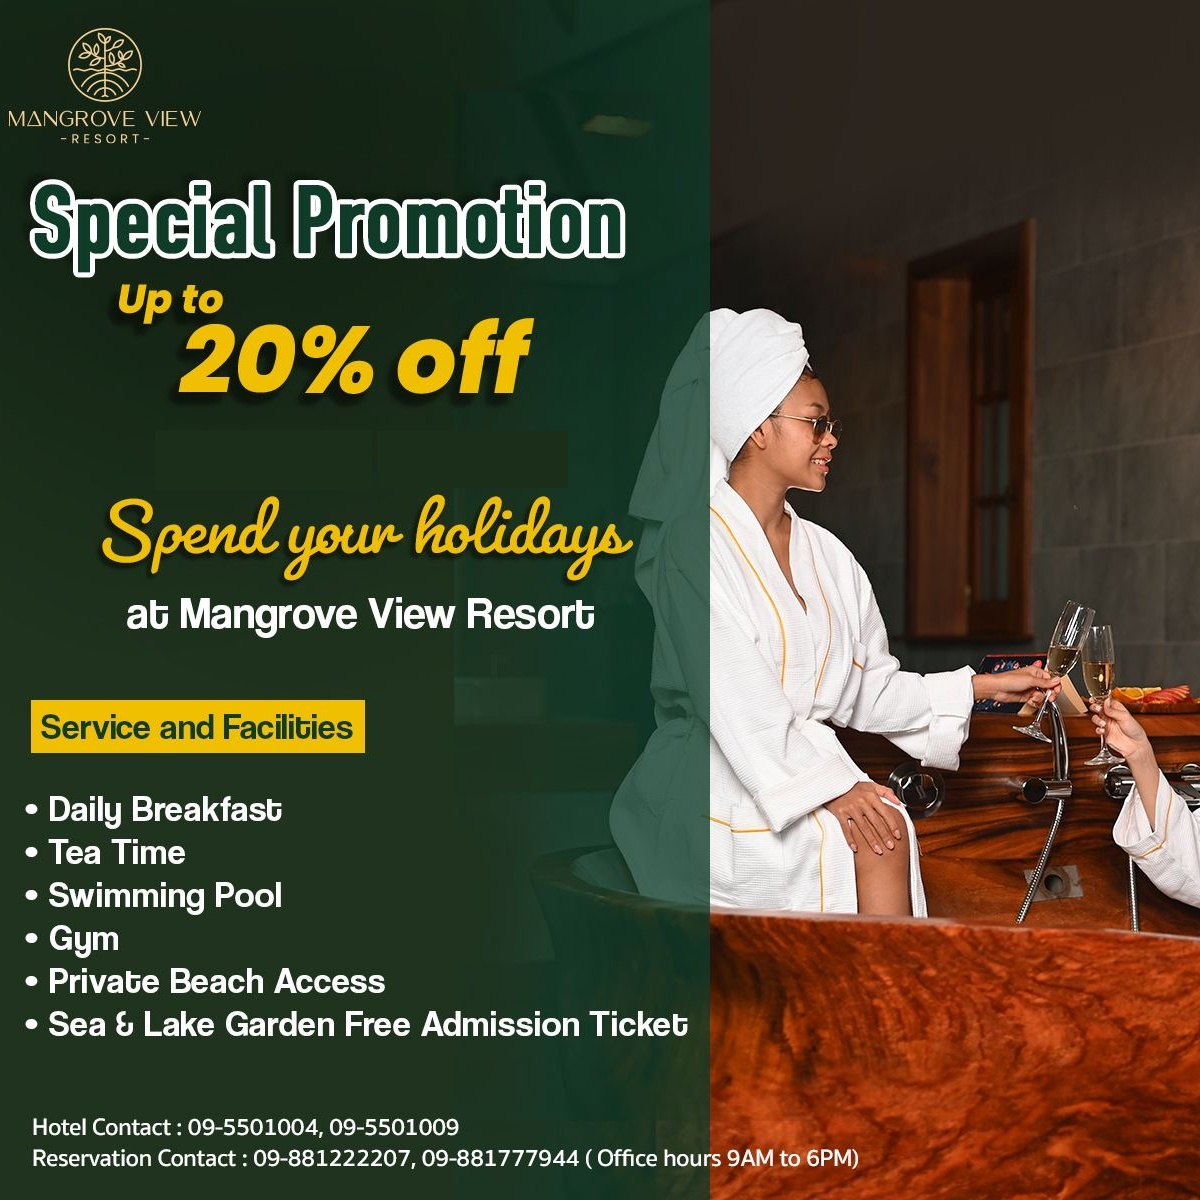 MANGROVE VIEW
-RESORT-
Special Promotion
Up to
20% off
Spend your holidays
at Mangrove View Resort
Service and Facilities
• Daily Breakfast
• Tea Time
• Swimming Pool
• Gym
• Private Beach Access
• Sea & Lake Garden Free Admission Ticket
Hotel Contact : 09-5501004, 09-5501009
Reservation Contact : 09-881222207, 09-881777944 ( Office hours 9AM to 6PM)